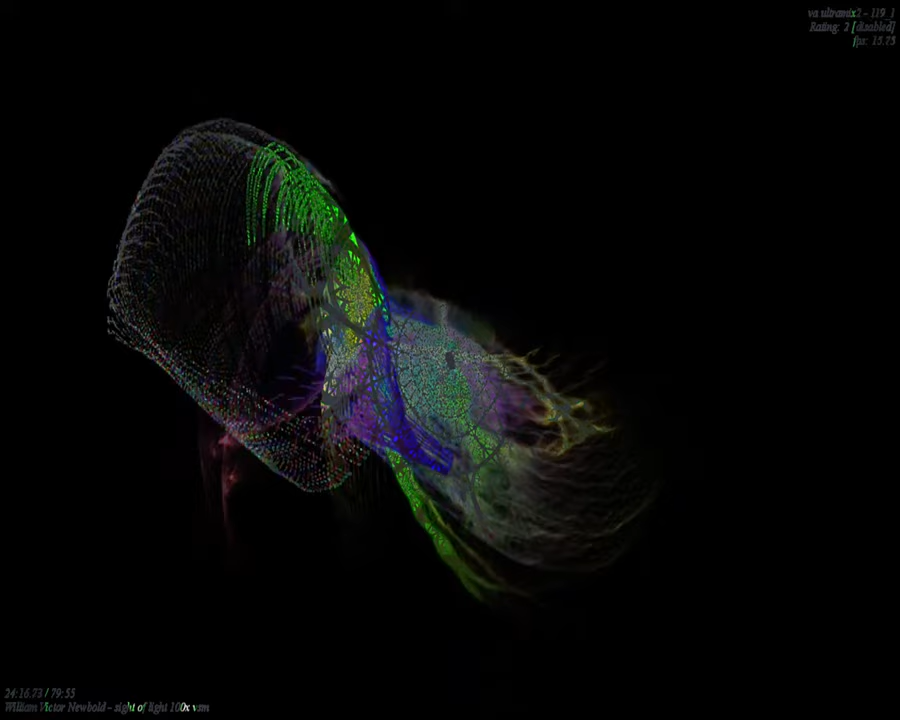 va ultramix2 - 119_1
Rating: 2 [disabled]
fps: 15.75
24:16.73 / 79:55
William Victor Newbold - sight of light 100x vsm